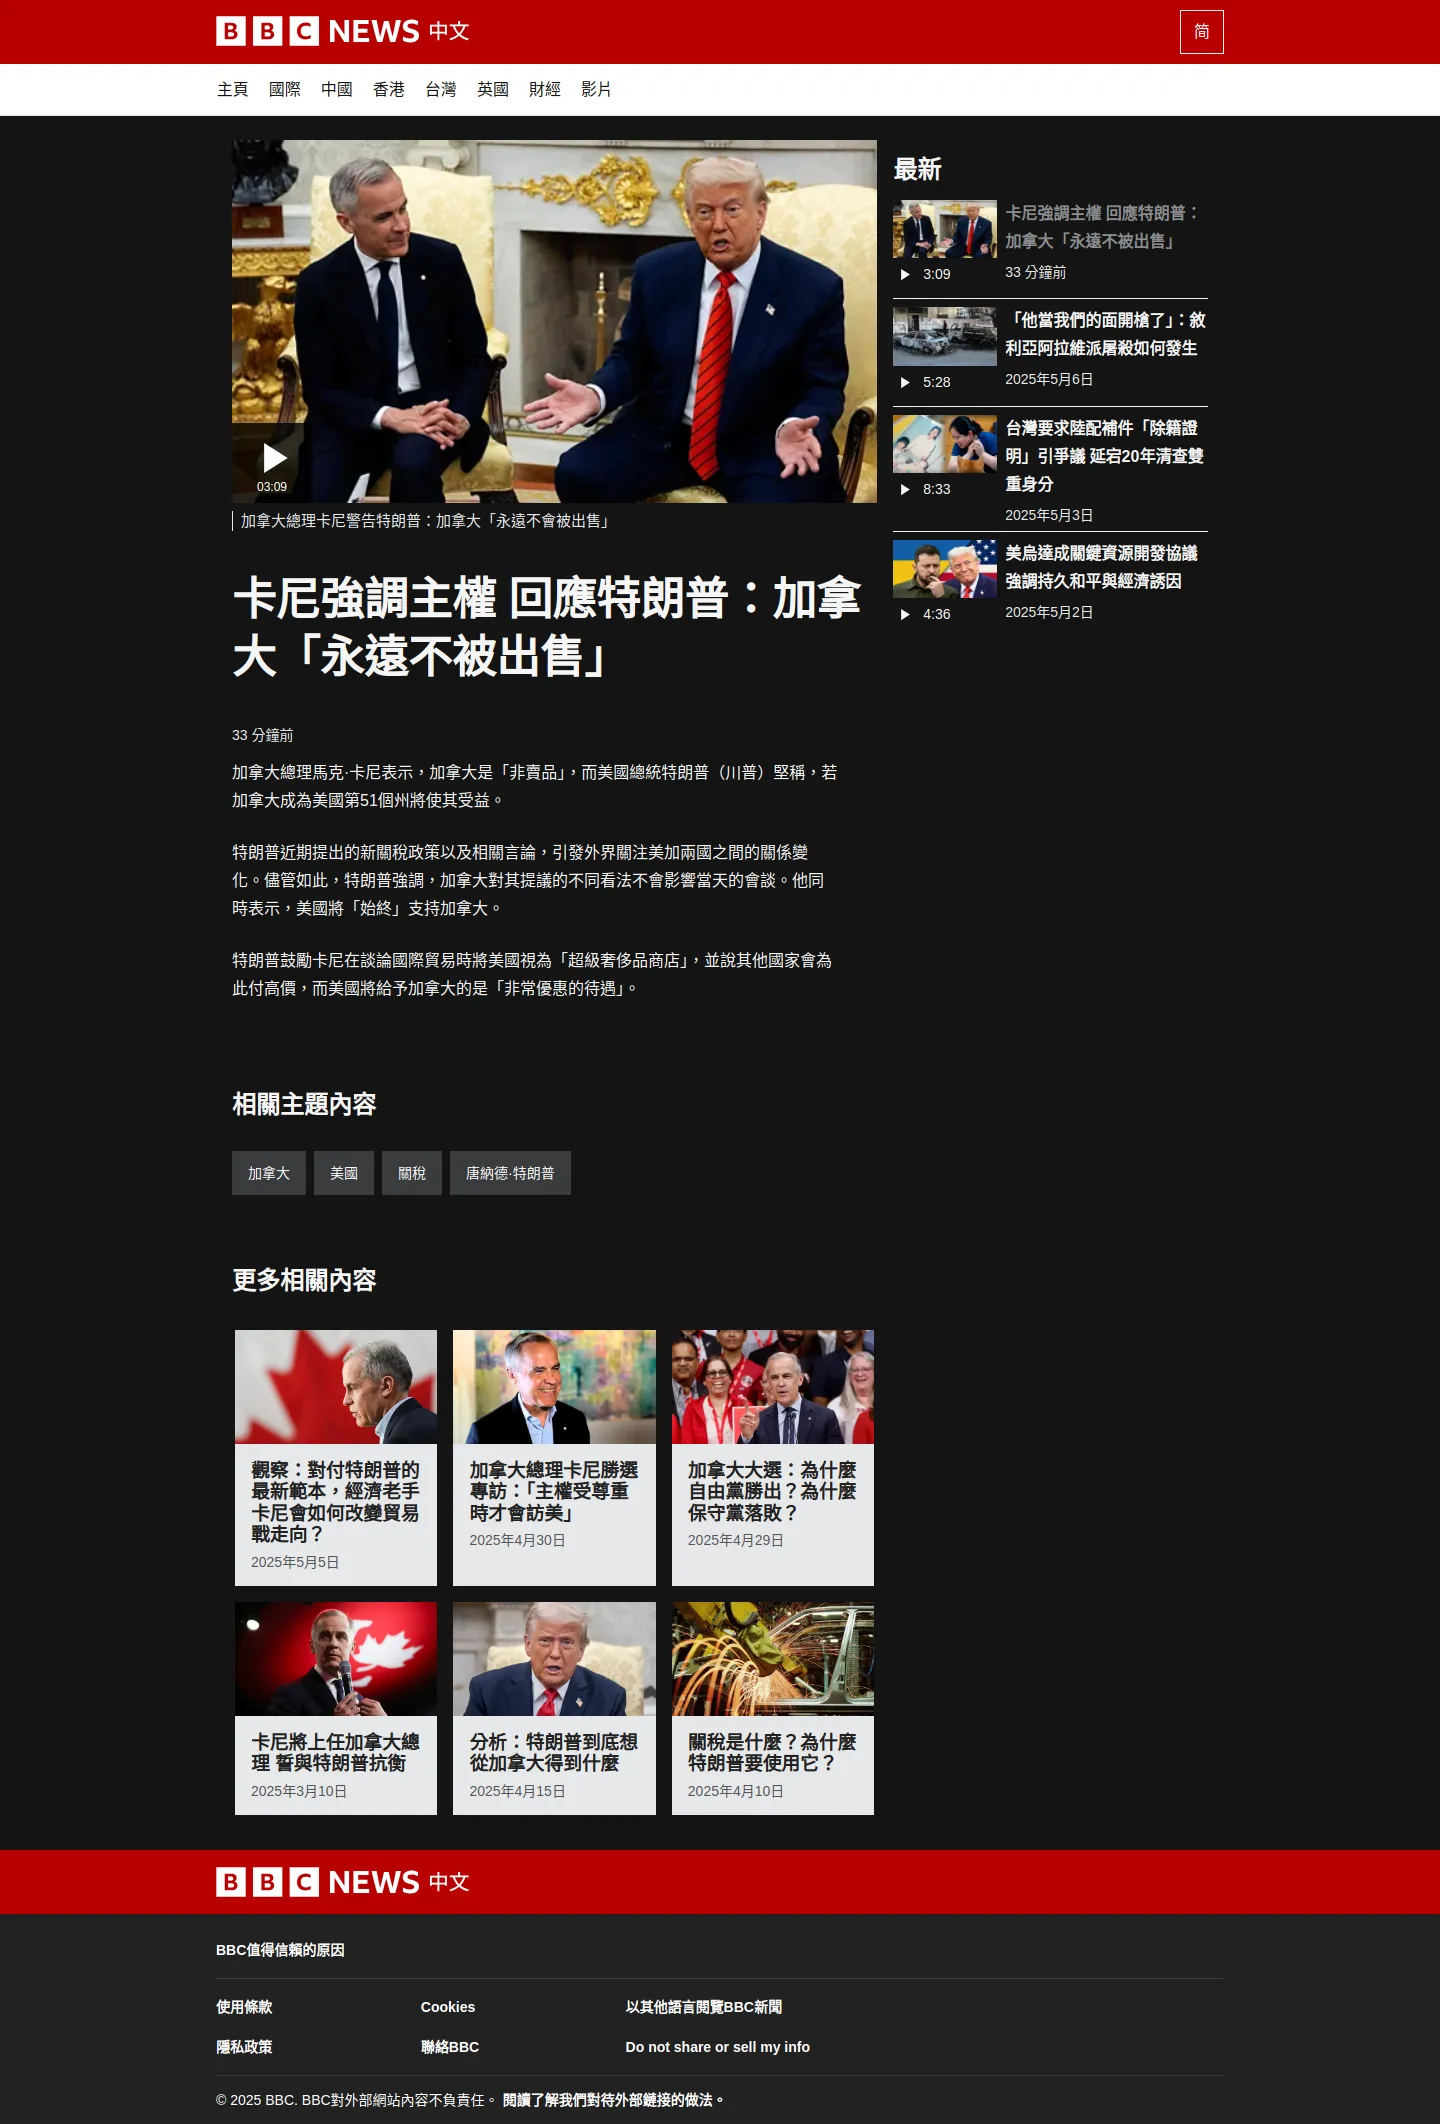 BBC NEWS 中文
简
主頁 國際 中國 香港 台灣 英國 財經 影片
03:09
加拿大總理卡尼警告特朗普：加拿大「永遠不會被出售」
卡尼強調主權 回應特朗普：加拿
大「永遠不被出售」
33 分鐘前
加拿大總理馬克·卡尼表示，加拿大是「非賣品」，而美國總統特朗普（川普）堅稱，若
加拿大成為美國第51個州將使其受益。
特朗普近期提出的新關稅政策以及相關言論，引發外界關注美加兩國之間的關係變
化。儘管如此，特朗普強調，加拿大對其提議的不同看法不會影響當天的會談。他同
時表示，美國將「始終」支持加拿大。
特朗普鼓勵卡尼在談論國際貿易時將美國視為「超級奢侈品商店」，並說其他國家會為
此付高價，而美國將給予加拿大的是「非常優惠的待遇」。
最新
卡尼強調主權 回應特朗普：
加拿大「永遠不被出售」
3:09
33 分鐘前
「他當我們的面開槍了」：敘
利亞阿拉維派屠殺如何發生
5:28
2025年5月6日
台灣要求陸配補件「除籍證
明」引爭議 延宕20年清查雙
重身分
8:33
2025年5月3日
美烏達成關鍵資源開發協議
強調持久和平與經濟誘因
4:36
2025年5月2日
相關主題內容
加拿大 美國 關稅 唐納德·特朗普
更多相關內容
觀察：對付特朗普的
最新範本，經濟老手
卡尼會如何改變貿易
戰走向？
2025年5月5日
加拿大總理卡尼勝選
專訪：「主權受尊重
時才會訪美」
2025年4月30日
加拿大大選：為什麼
自由黨勝出？為什麼
保守黨落敗？
2025年4月29日
卡尼將上任加拿大總
理 誓與特朗普抗衡
2025年3月10日
分析：特朗普到底想
從加拿大得到什麼
2025年4月15日
關稅是什麼？為什麼
特朗普要使用它？
2025年4月10日
BBC NEWS 中文
BBC值得信賴的原因
使用條款 Cookies 以其他語言閱覽BBC新聞
隱私政策 聯絡BBC Do not share or sell my info
© 2025 BBC. BBC對外部網站內容不負責任。 閱讀了解我們對待外部鏈接的做法。